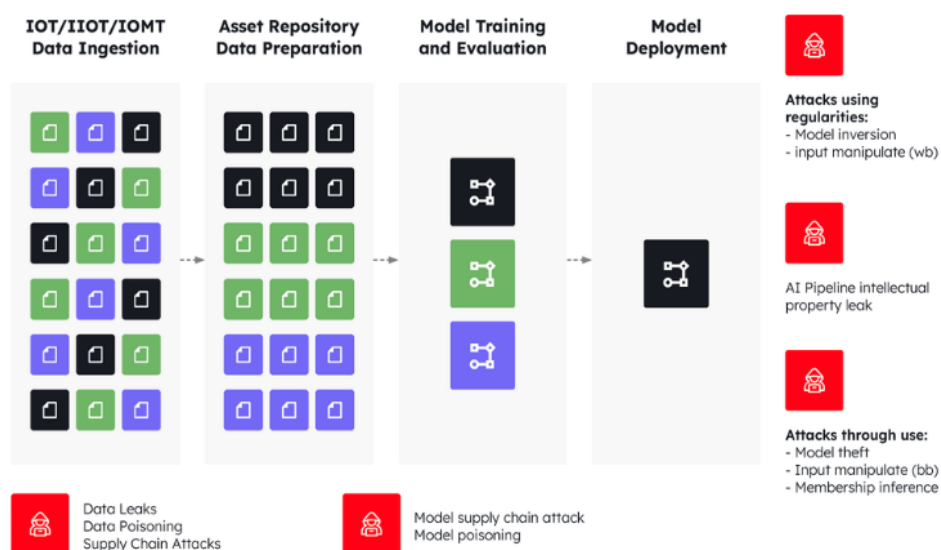 IOT/IIOT/IOMT
Data Ingestion
Asset Repository
Data Preparation
Model Training
and Evaluation
Model
Deployment
Attacks using
regularities:
- Model inversion
- input manipulate (wb)
AI Pipeline intellectual
property leak
Attacks through use:
- Model theft
- Input manipulate (bb)
- Membership inference
Data Leaks
Data Poisoning
Supply Chain Attacks
Model supply chain attack
Model poisoning